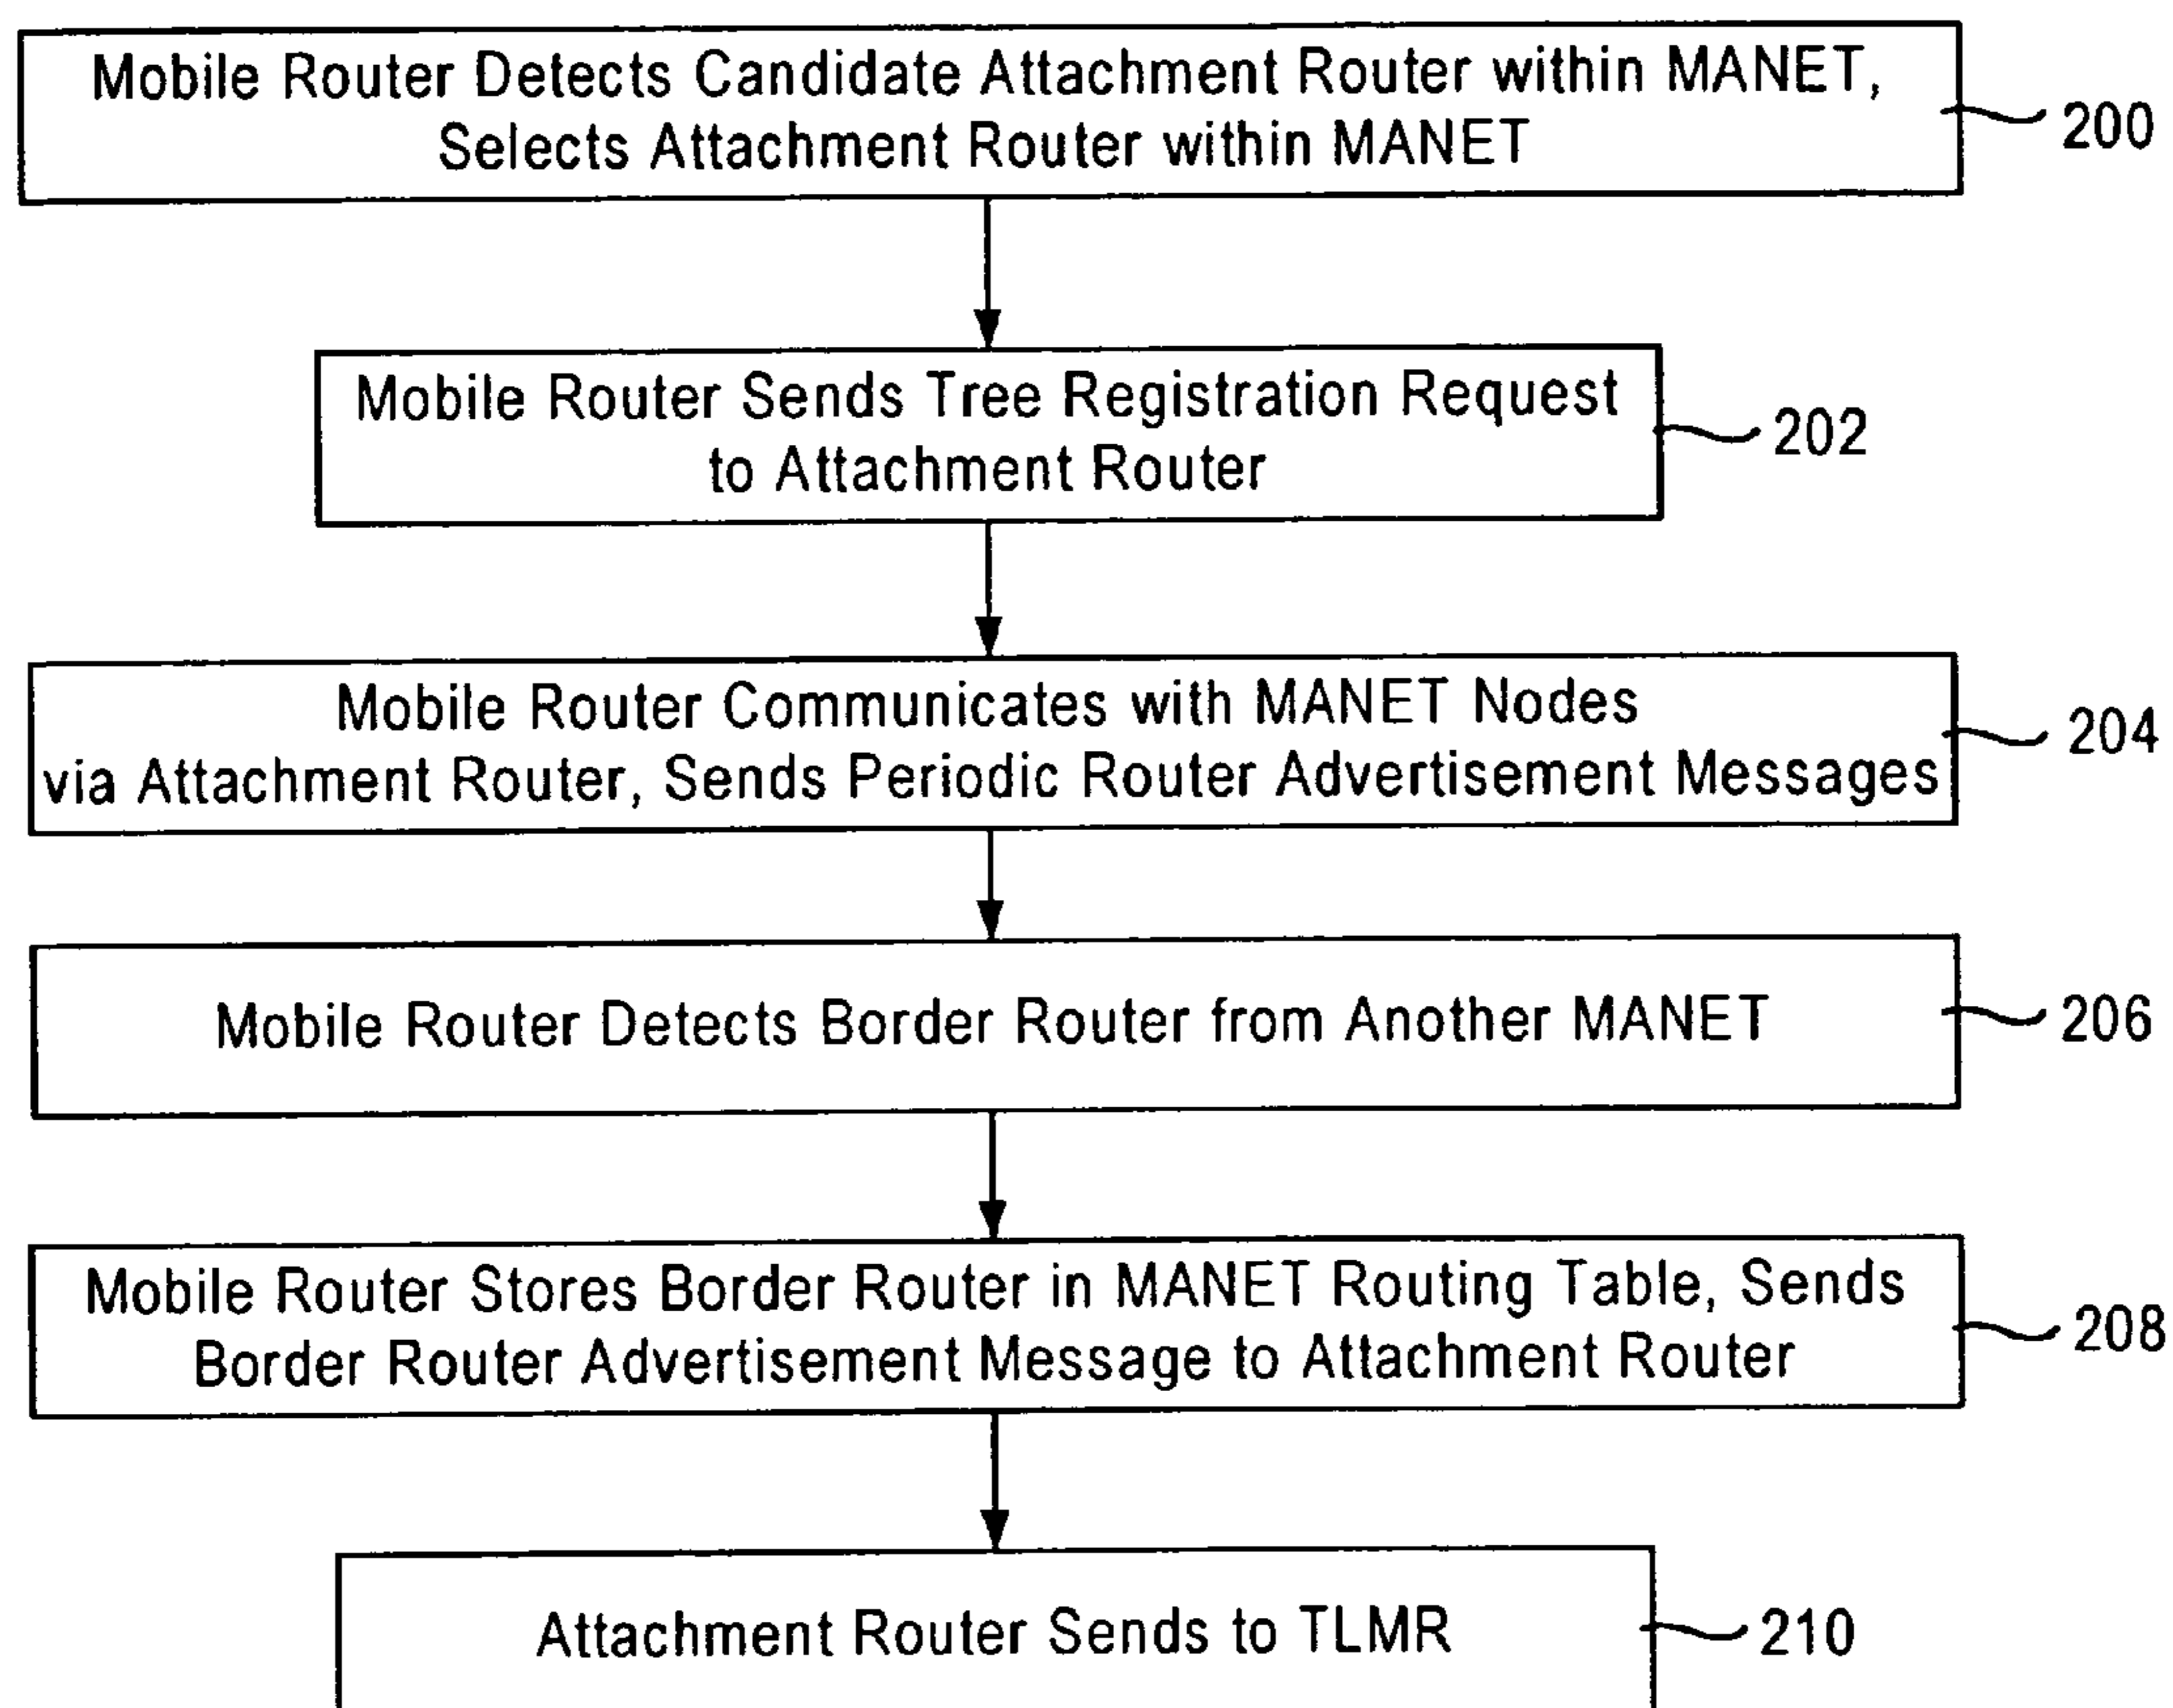 Mobile Router Detects Candidate Attachment Router within MANET,
Selects Attachment Router within MANET
200
Mobile Router Sends Tree Registration Request
to Attachment Router
202
Mobile Router Communicates with MANET Nodes
via Attachment Router, Sends Periodic Router Advertisement Messages
204
Mobile Router Detects Border Router from Another MANET
206
Mobile Router Stores Border Router in MANET Routing Table, Sends
Border Router Advertisement Message to Attachment Router
208
Attachment Router Sends to TLMR
210